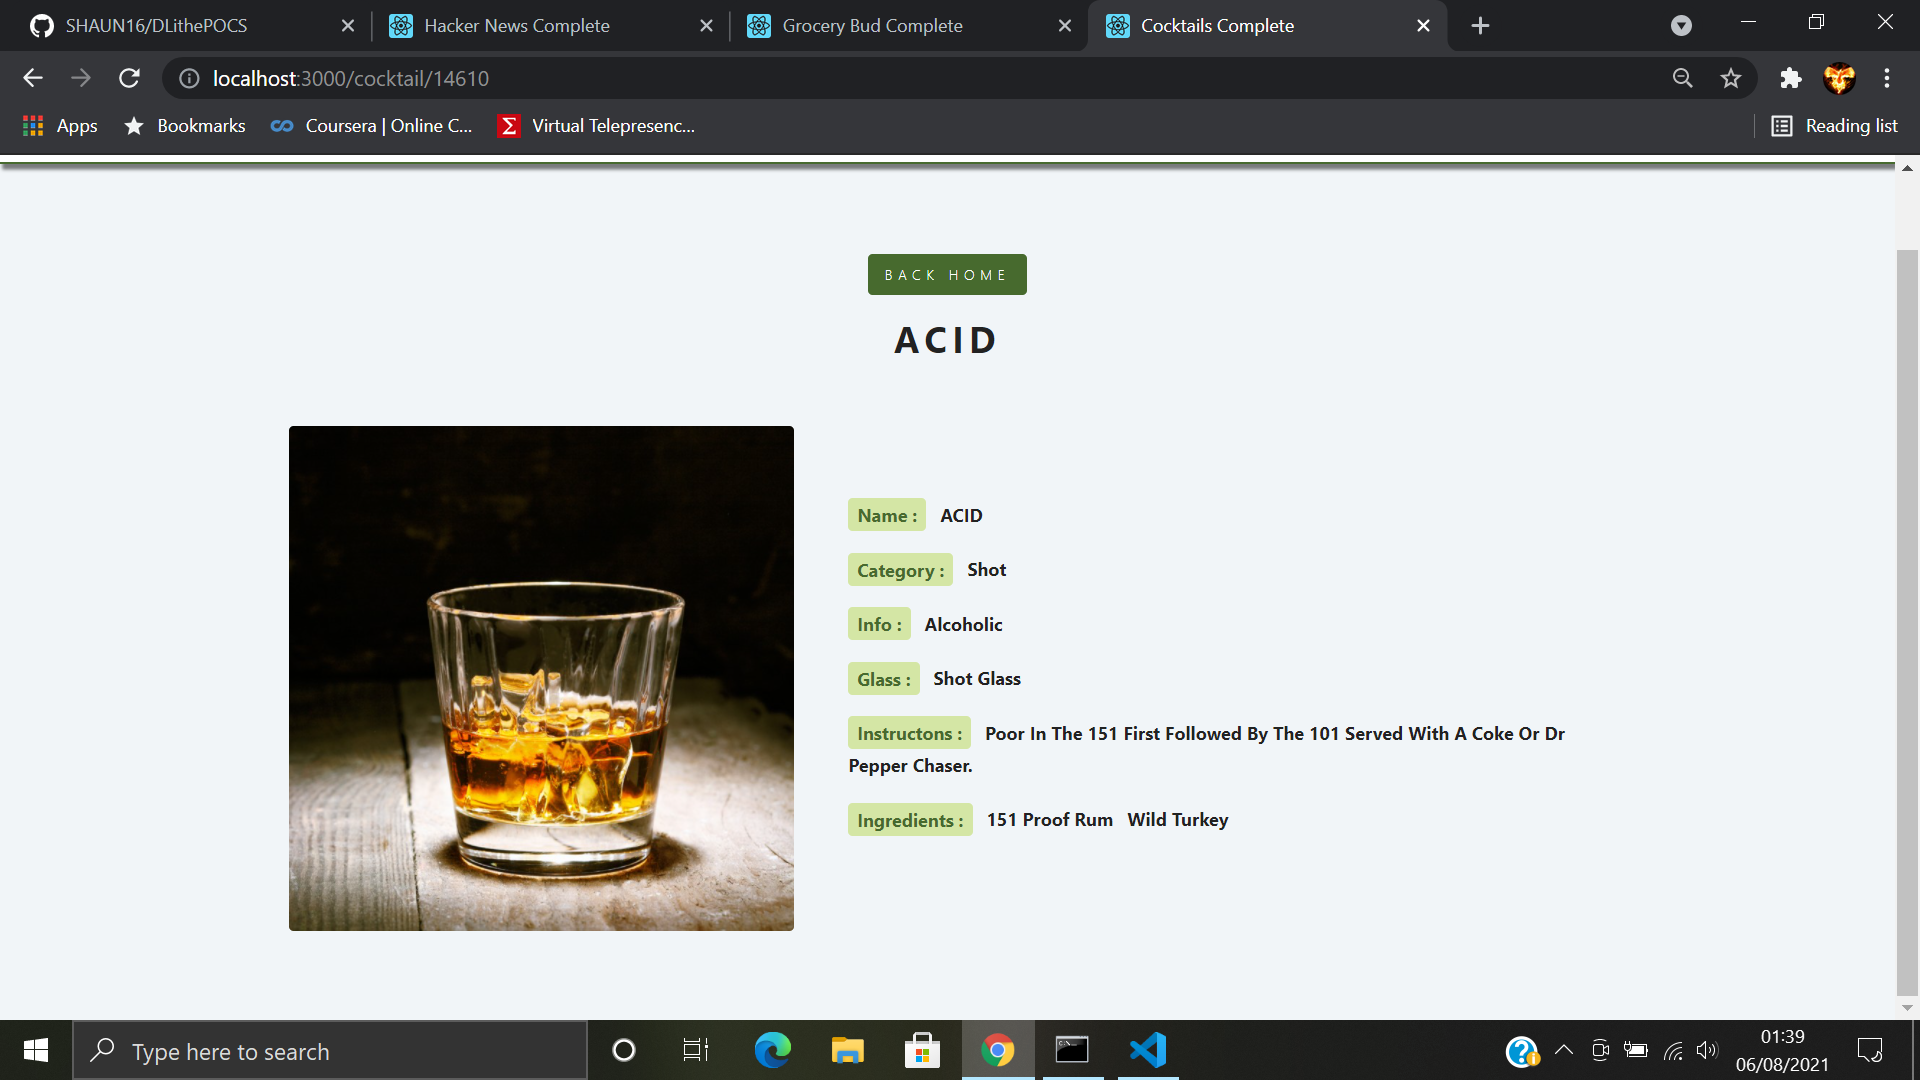 SHAUN16/DLithePOCS
Hacker News Complete
Grocery Bud Complete
Cocktails Complete
localhost:3000/cocktail/14610
Apps
Bookmarks
Coursera | Online C...
Virtual Telepresenc...
Reading list
BACK HOME
ACID
Name : ACID
Category : Shot
Info : Alcoholic
Glass : Shot Glass
Instructons : Poor In The 151 First Followed By The 101 Served With A Coke Or Dr
Pepper Chaser.
Ingredients : 151 Proof Rum Wild Turkey
Type here to search
01:39
06/08/2021